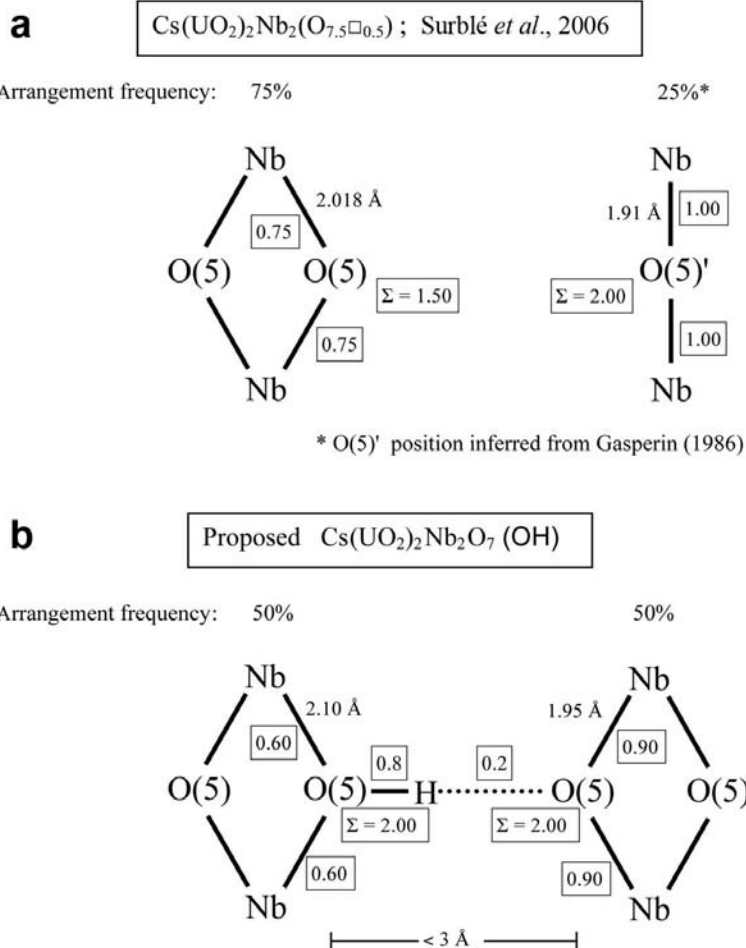 a
Cs(UO₂)₂Nb₂(O₇.₅□₀.₅) ; Surblé et al., 2006
Arrangement frequency: 75% 25%*
Nb Nb
2.018 Å 1.91 Å 1.00
0.75
O(5) O(5) O(5)'
Σ = 1.50 Σ = 2.00
0.75 1.00
Nb Nb
* O(5)' position inferred from Gasperin (1986)
b
Proposed Cs(UO₂)₂Nb₂O₇ (OH)
Arrangement frequency: 50% 50%
Nb Nb
2.10 Å 1.95 Å
0.60 0.90
0.8 0.2
O(5) O(5) H O(5) O(5)
Σ = 2.00 Σ = 2.00
0.60 0.90
Nb Nb
< 3 Å